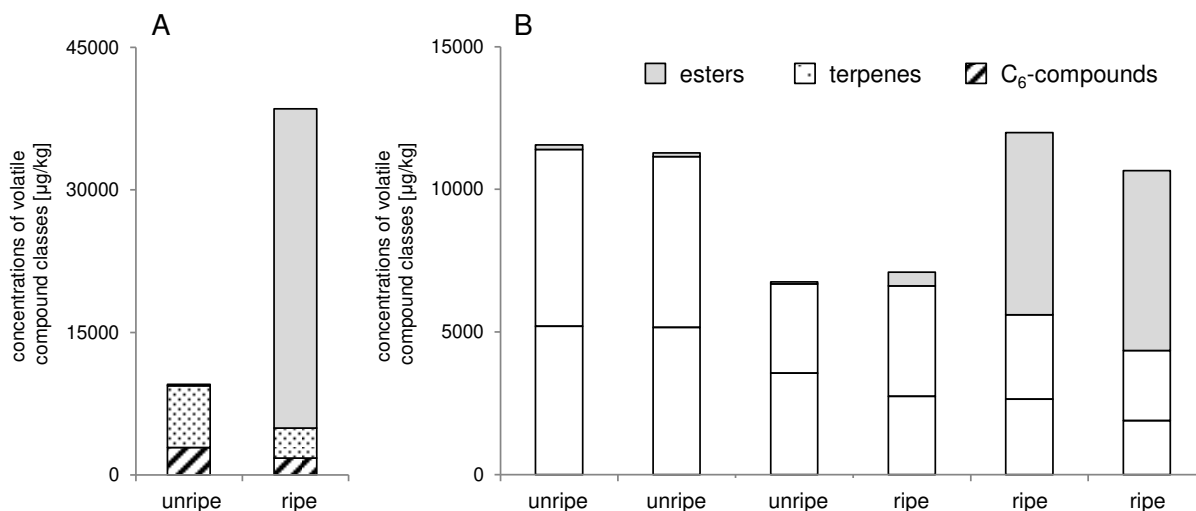 A
45000
30000
15000
0
concentrations of volatile
compound classes [µg/kg]
unripe ripe
B
15000
10000
5000
0
concentrations of volatile
compound classes [µg/kg]
esters terpenes C₆-compounds
unripe unripe unripe ripe ripe ripe